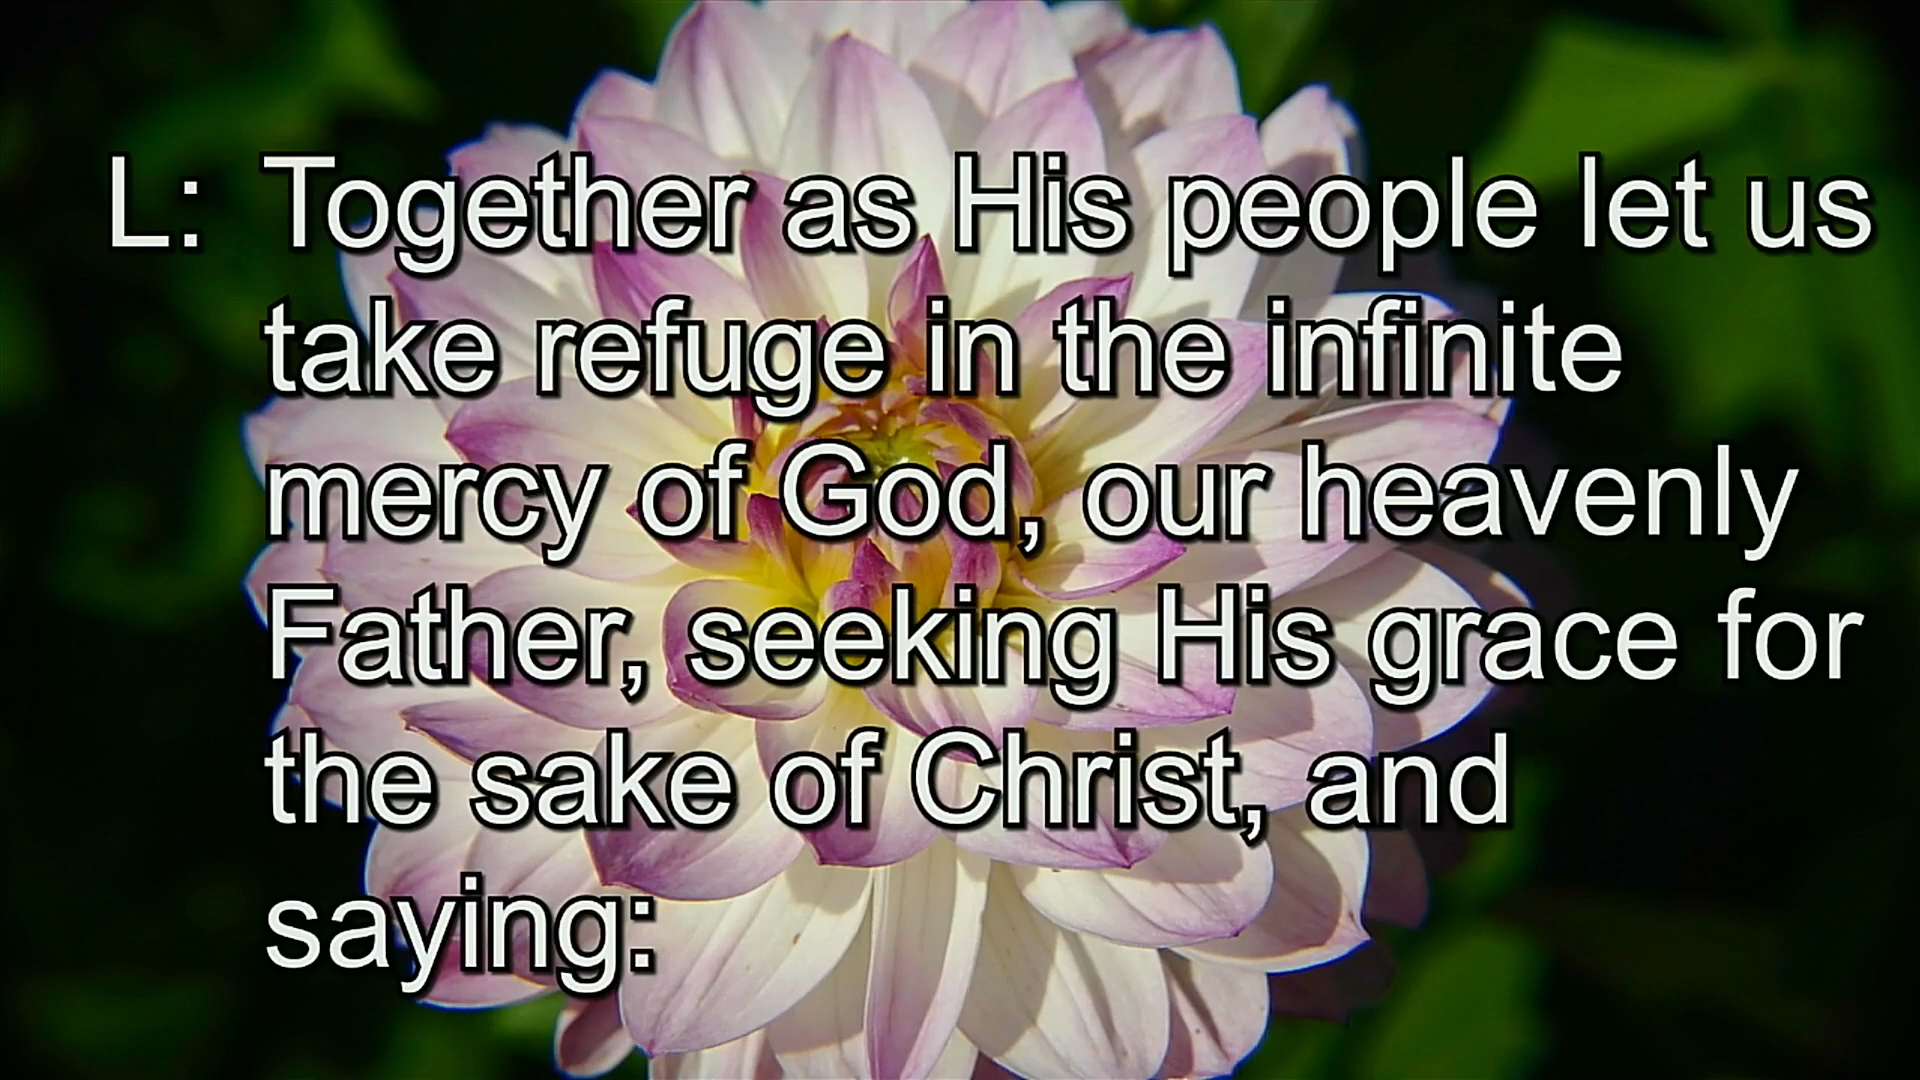 L: Together as His people let us
take refuge in the infinite
mercy of God, our heavenly
Father, seeking His grace for
the sake of Christ, and
saying: